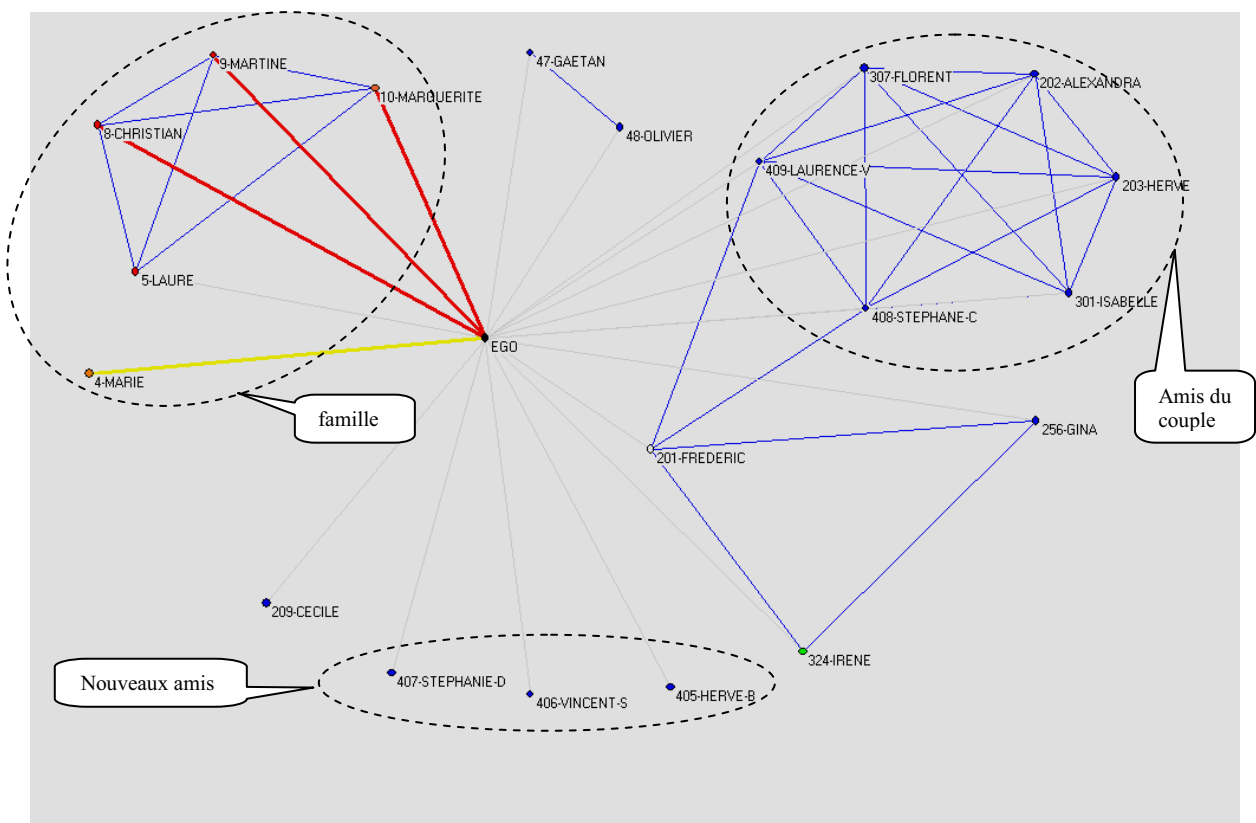 9-MARTINE
47-GAETAN
307-FLORENT
202-ALEXANDRA
10-MARGUERITE
8-CHRISTIAN
48-OLIVIER
409-LAURENCE-V
203-HERVE
5-LAURE
301-ISABELLE
408-STEPHANE-C
EGO
4-MARIE
famille
Amis du
couple
256-GINA
201-FREDERIC
209-CECILE
324-IRENE
Nouveaux amis
407-STEPHANIE-D
406-VINCENT-S
405-HERVE-B